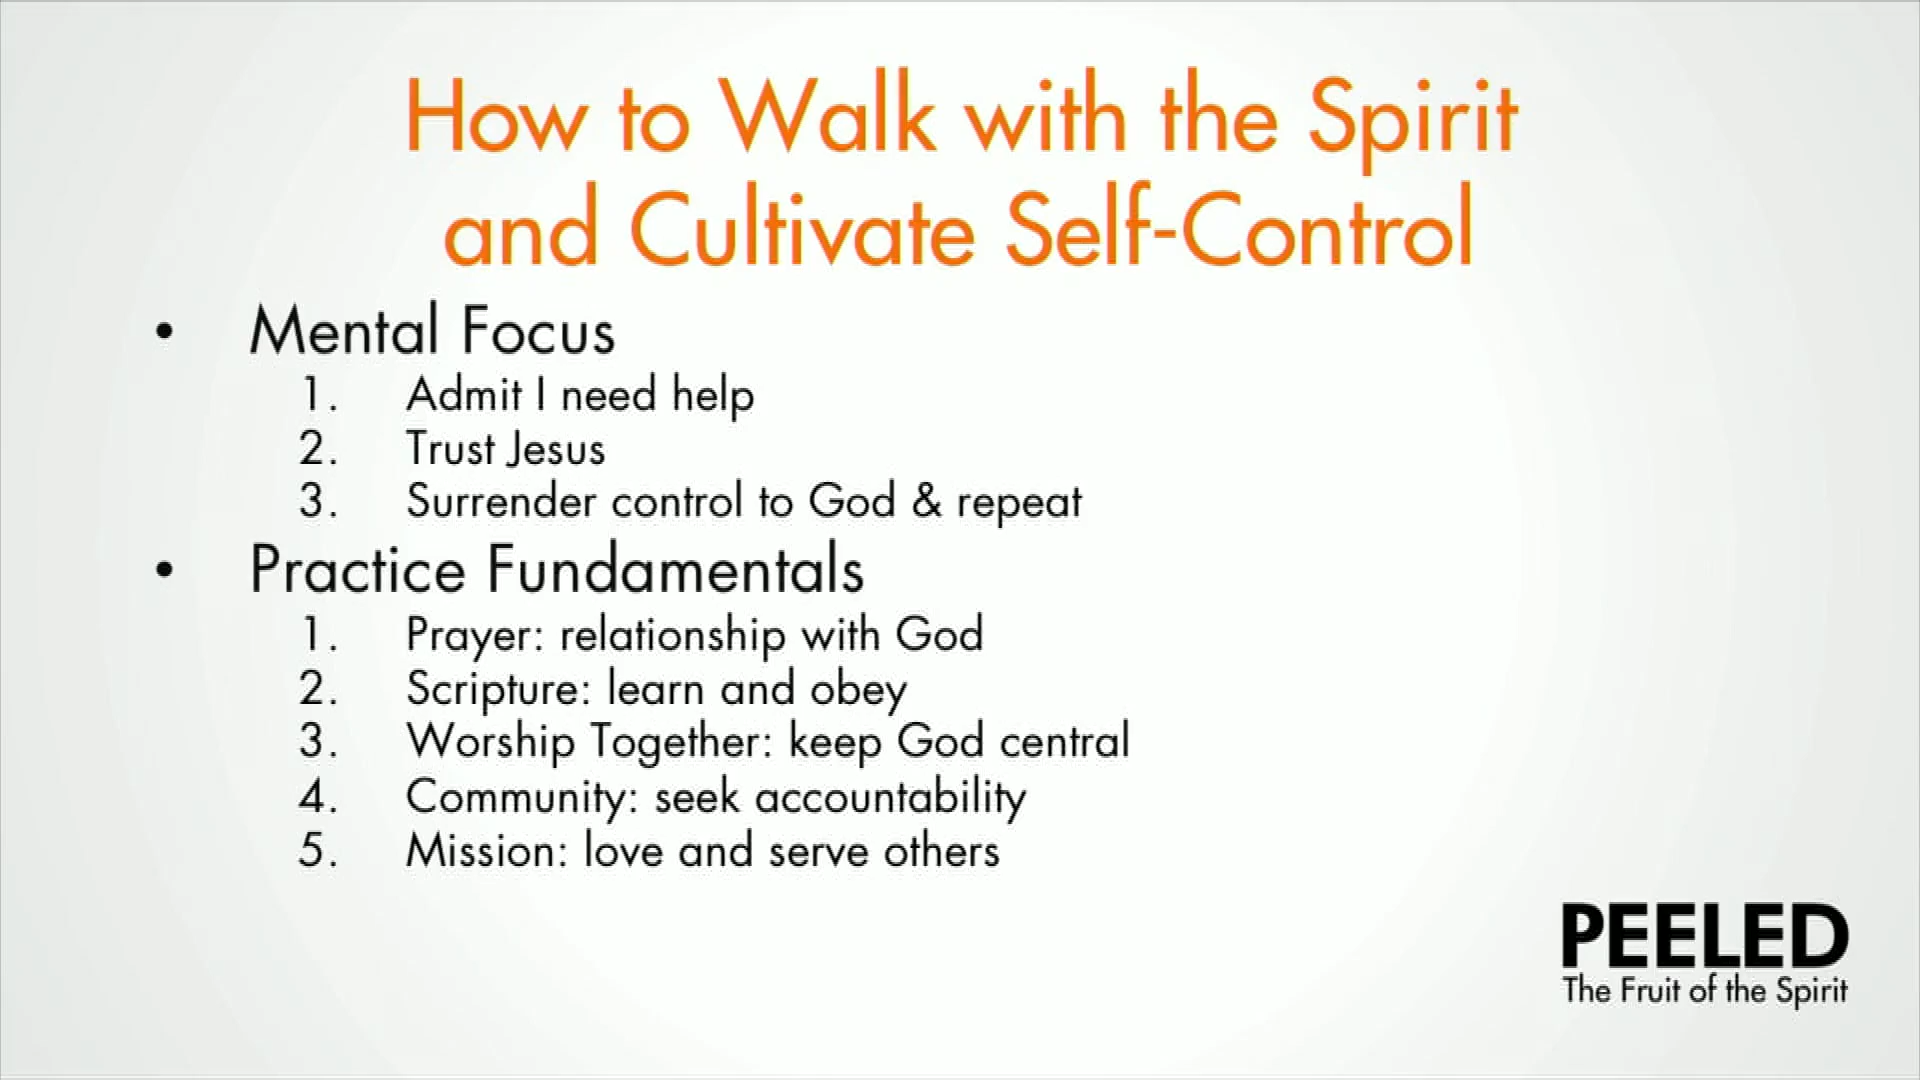 How to Walk with the Spirit
and Cultivate Self-Control
• Mental Focus
1. Admit I need help
2. Trust Jesus
3. Surrender control to God & repeat
• Practice Fundamentals
1. Prayer: relationship with God
2. Scripture: learn and obey
3. Worship Together: keep God central
4. Community: seek accountability
5. Mission: love and serve others
PEELED
The Fruit of the Spirit